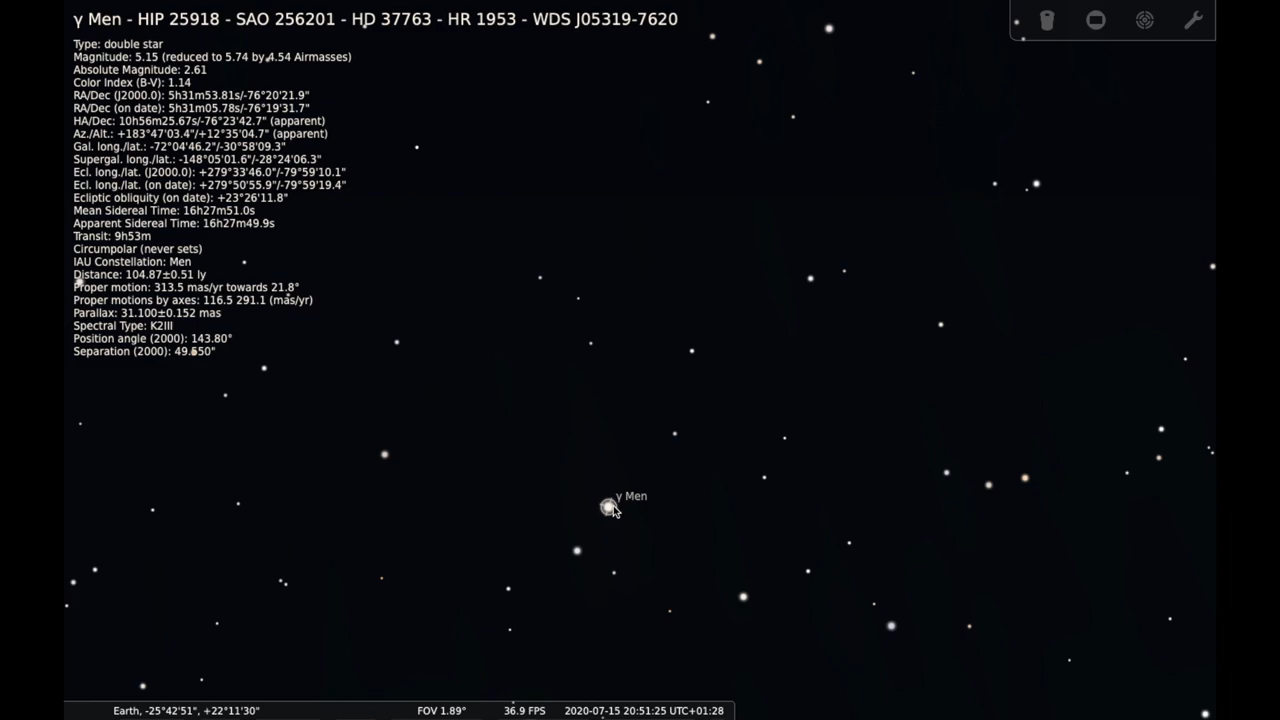 γ Men - HIP 25918 - SAO 256201 - HD 37763 - HR 1953 - WDS J05319-7620
Type: double star
Magnitude: 5.15 (reduced to 5.74 by 4.54 Airmasses)
Absolute Magnitude: 2.61
Color Index (B-V): 1.14
RA/Dec (J2000.0): 5h31m53.81s/-76°20'21.9"
RA/Dec (on date): 5h31m05.78s/-76°19'31.7"
HA/Dec: 10h56m25.67s/-76°23'42.7" (apparent)
Az./Alt.: +183°47'03.4"/+12°35'04.7" (apparent)
Gal. long./lat.: -72°04'46.2"/-30°58'09.3"
Supergal. long./lat.: -148°05'01.6"/-28°24'06.3"
Ecl. long./lat. (J2000.0): +279°33'46.0"/-79°59'10.1"
Ecl. long./lat. (on date): +279°50'55.9"/-79°59'19.4"
Ecliptic obliquity (on date): +23°26'11.8"
Mean Sidereal Time: 16h27m51.0s
Apparent Sidereal Time: 16h27m49.9s
Transit: 9h53m
Circumpolar (never sets)
IAU Constellation: Men
Distance: 104.87±0.51 ly
Proper motion: 313.5 mas/yr towards 21.8°
Proper motions by axes: 116.5 291.1 (mas/yr)
Parallax: 31.100±0.152 mas
Spectral Type: K2III
Position angle (2000): 143.80°
Separation (2000): 49.550"
γ Men
Earth, -25°42'51", +22°11'30" FOV 1.89° 36.9 FPS 2020-07-15 20:51:25 UTC+01:28